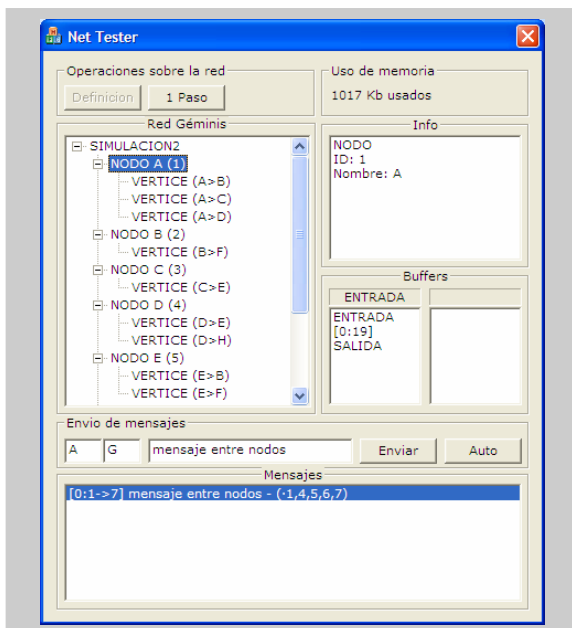 Net Tester
Operaciones sobre la red
Definicion
1 Paso
Uso de memoria
1017 Kb usados
Red Géminis
SIMULACION2
NODO A (1)
VERTICE (A>B)
VERTICE (A>C)
VERTICE (A>D)
NODO B (2)
VERTICE (B>F)
NODO C (3)
VERTICE (C>E)
NODO D (4)
VERTICE (D>E)
VERTICE (D>H)
NODO E (5)
VERTICE (E>B)
VERTICE (E>F)
Info
NODO
ID: 1
Nombre: A
Buffers
ENTRADA
ENTRADA
[0:19]
SALIDA
Envio de mensajes
A
G
mensaje entre nodos
Enviar
Auto
Mensajes
[0:1->7] mensaje entre nodos - (·1,4,5,6,7)